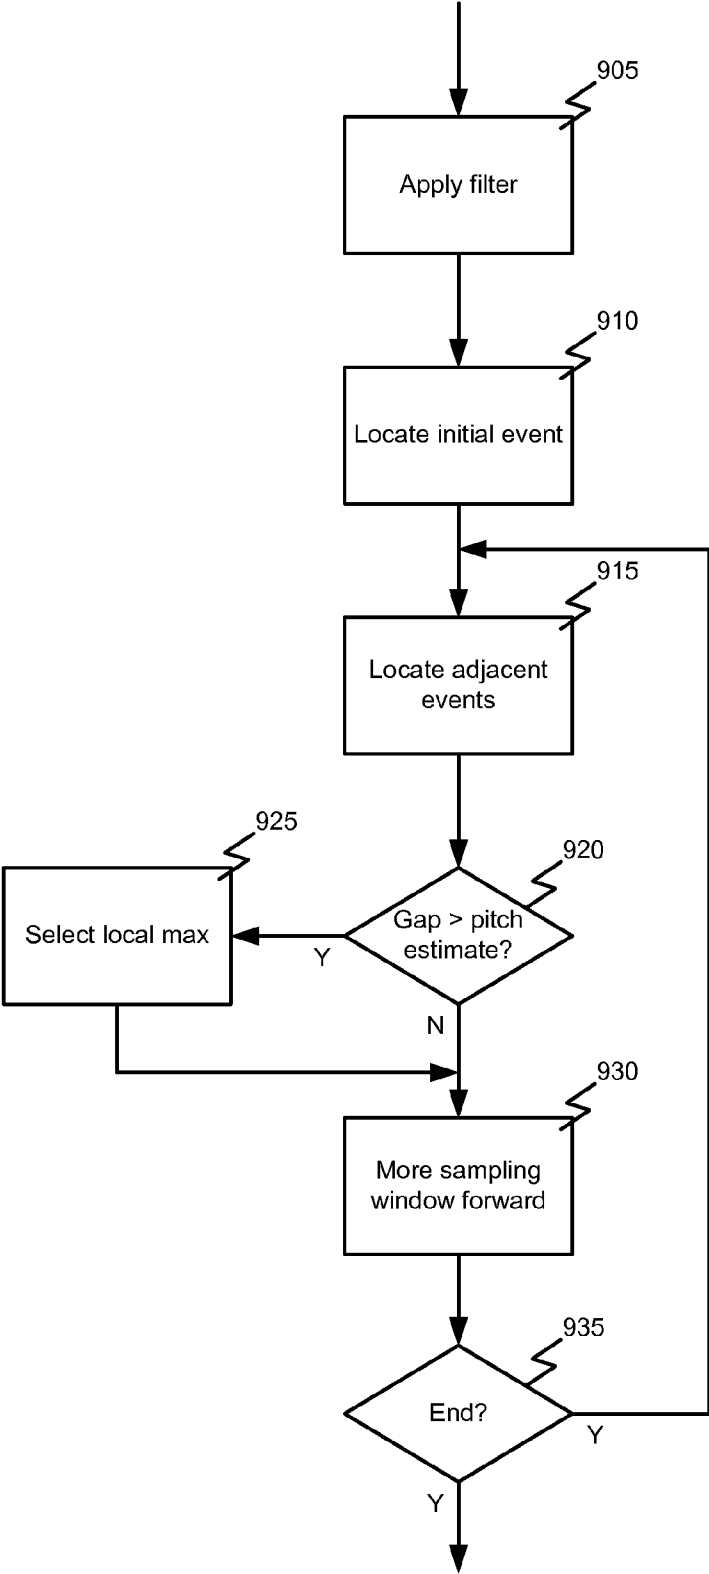 905
Apply filter
910
Locate initial event
915
Locate adjacent
events
925
920
Select local max
Gap > pitch
estimate?
Y
N
930
More sampling
window forward
935
End?
Y
Y